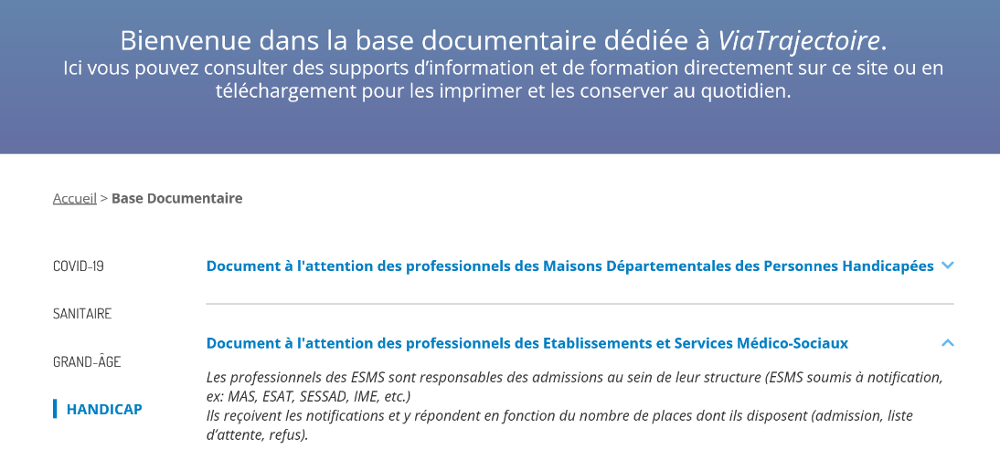 Bienvenue dans la base documentaire dédiée à ViaTrajectoire.
Ici vous pouvez consulter des supports d’information et de formation directement sur ce site ou en
téléchargement pour les imprimer et les conserver au quotidien.
Accueil > Base Documentaire
COVID-19
Document à l'attention des professionnels des Maisons Départementales des Personnes Handicapées
SANITAIRE
Document à l'attention des professionnels des Etablissements et Services Médico-Sociaux
GRAND-ÂGE
Les professionnels des ESMS sont responsables des admissions au sein de leur structure (ESMS soumis à notification,
ex: MAS, ESAT, SESSAD, IME, etc.)
HANDICAP
Ils reçoivent les notifications et y répondent en fonction du nombre de places dont ils disposent (admission, liste
d’attente, refus).